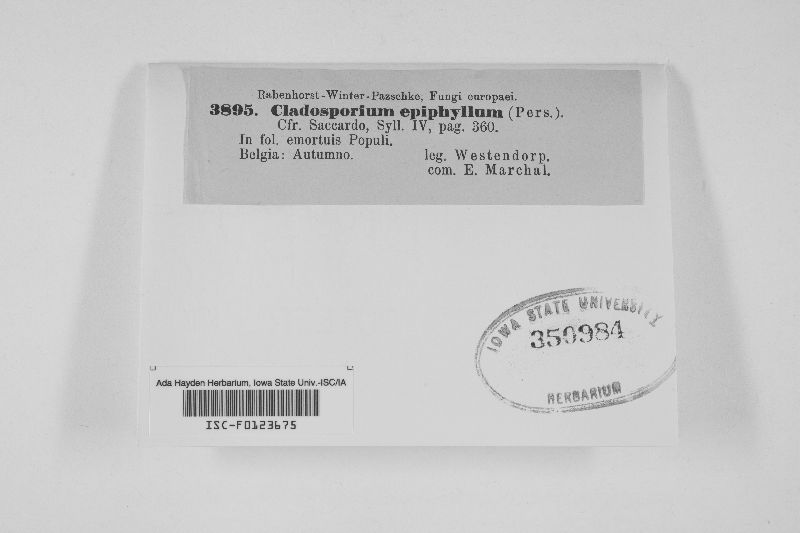 Rabenhorst-Winter-Pazschke, Fungi europaei.
3895. Cladosporium epiphyllum (Pers.).
Cfr. Saccardo, Syll. IV, pag. 360.
In fol. emortuis Populi.
Belgia: Autumno. leg. Westendorp.
com. E. Marchal.
IOWA STATE UNIVERSITY
350984
HERBARIUM
Ada Hayden Herbarium, Iowa State Univ.-ISC/IA
ISC-F0123675